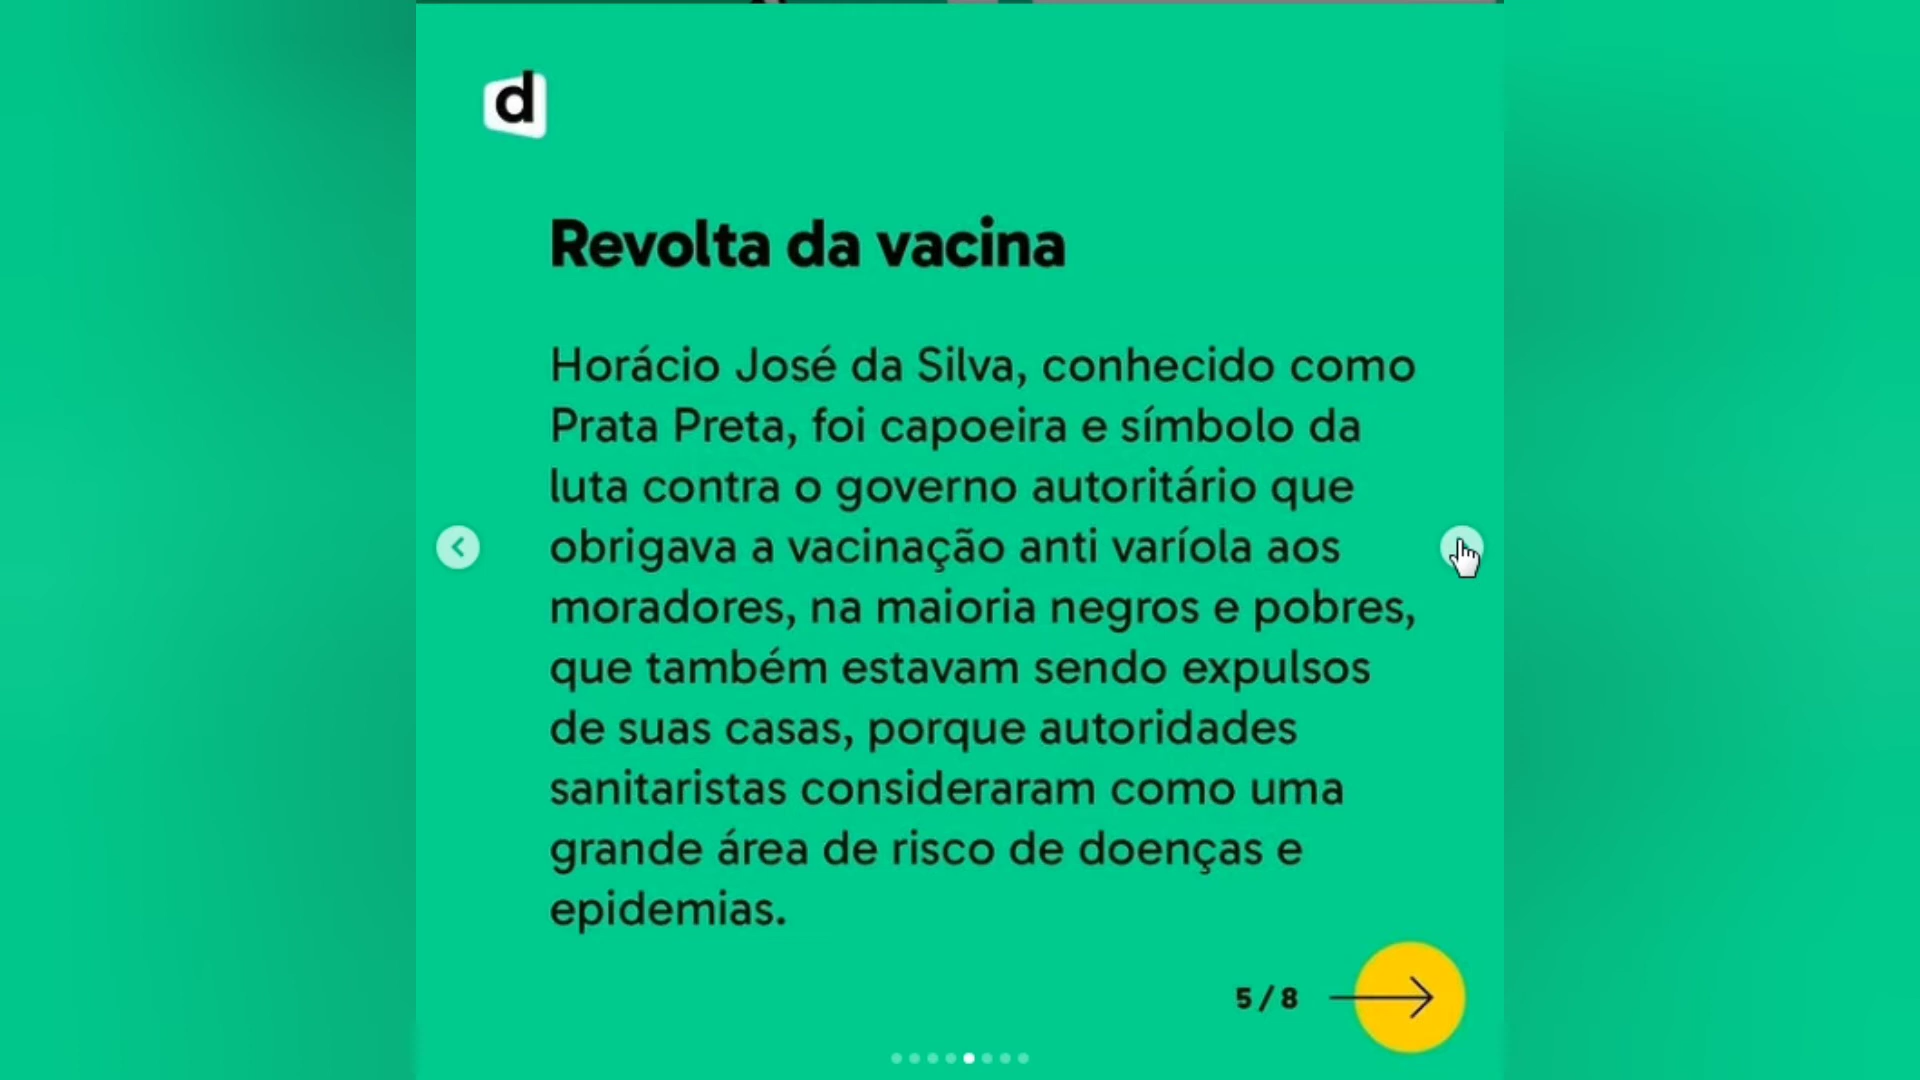 d
Revolta da vacina
Horácio José da Silva, conhecido como
Prata Preta, foi capoeira e símbolo da
luta contra o governo autoritário que
obrigava a vacinação anti varíola aos
moradores, na maioria negros e pobres,
que também estavam sendo expulsos
de suas casas, porque autoridades
sanitaristas consideraram como uma
grande área de risco de doenças e
epidemias.
5/8